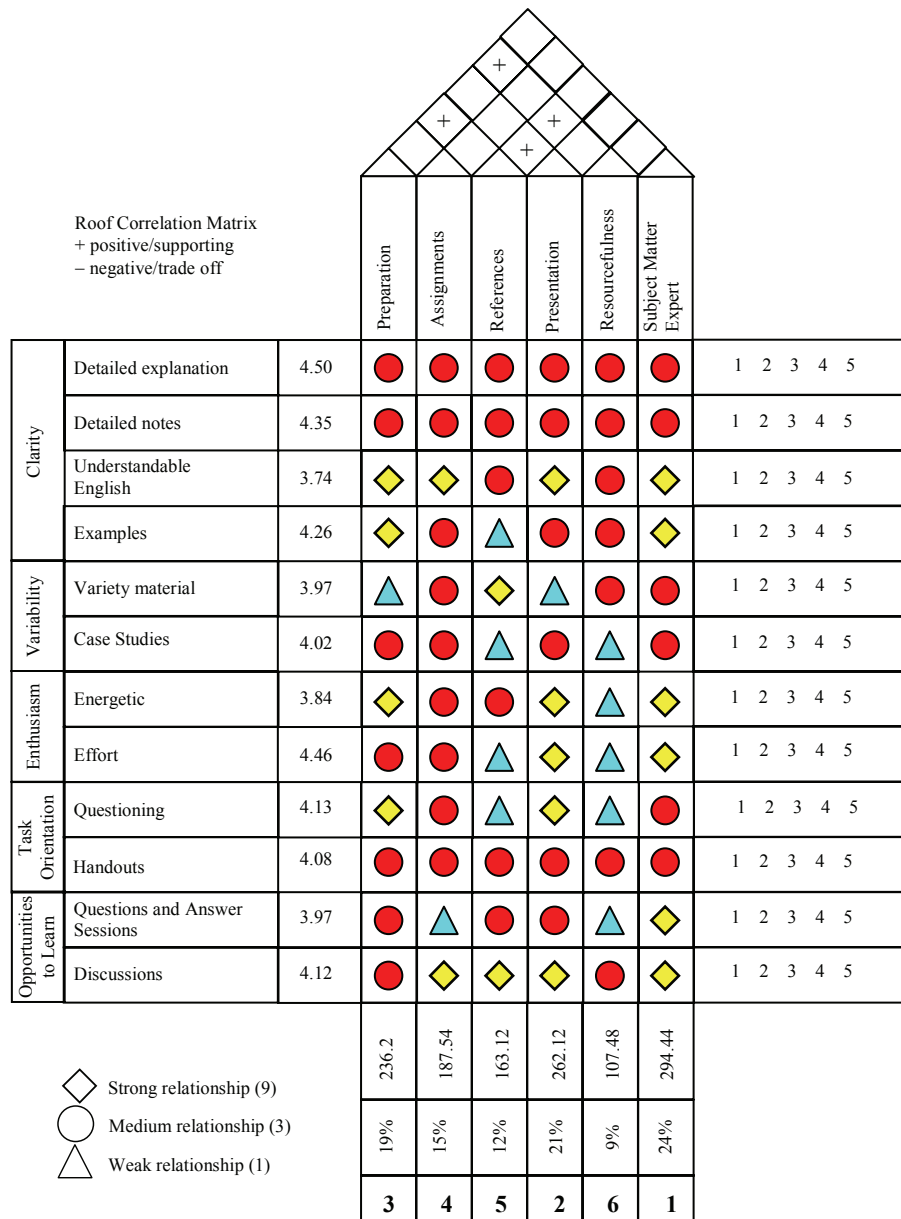 +
+ +
+
Roof Correlation Matrix
+ positive/supporting
– negative/trade off
Preparation
Assignments
References
Presentation
Resourcefulness
Subject Matter
Expert
Clarity
Detailed explanation 4.50 1 2 3 4 5
Detailed notes 4.35 1 2 3 4 5
Understandable
English 3.74 1 2 3 4 5
Examples 4.26 1 2 3 4 5
Variability
Variety material 3.97 1 2 3 4 5
Case Studies 4.02 1 2 3 4 5
Enthusiasm
Energetic 3.84 1 2 3 4 5
Effort 4.46 1 2 3 4 5
Task
Orientation
Questioning 4.13 1 2 3 4 5
Handouts 4.08 1 2 3 4 5
Opportunities
to Learn
Questions and Answer
Sessions 3.97 1 2 3 4 5
Discussions 4.12 1 2 3 4 5
236.2 187.54 163.12 262.12 107.48 294.44
19% 15% 12% 21% 9% 24%
3 4 5 2 6 1
Strong relationship (9)
Medium relationship (3)
Weak relationship (1)